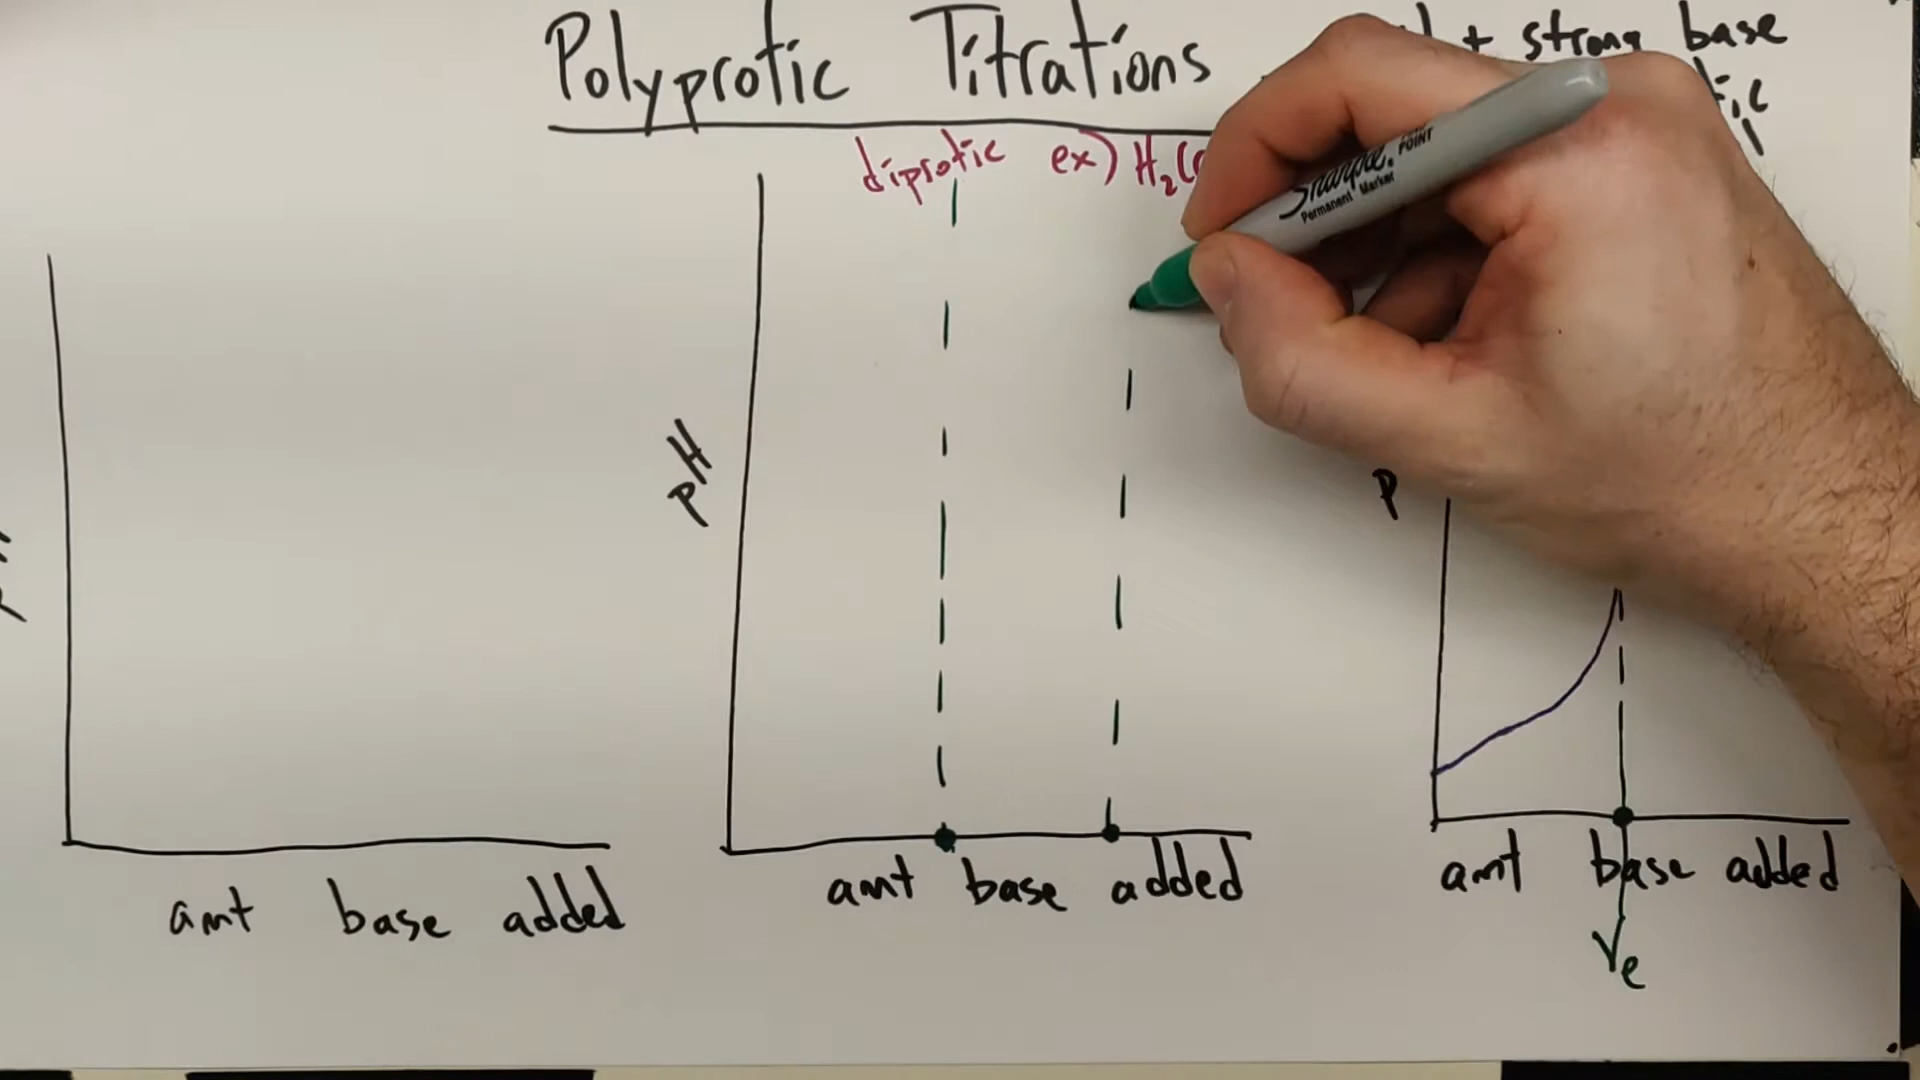 Polyprotic Titrations
+ strong base
diprotic ex) H₂(
Sharpie. POINT
Permanent Marker
pH
P
amt base added
amt base added
amt base added
Ve